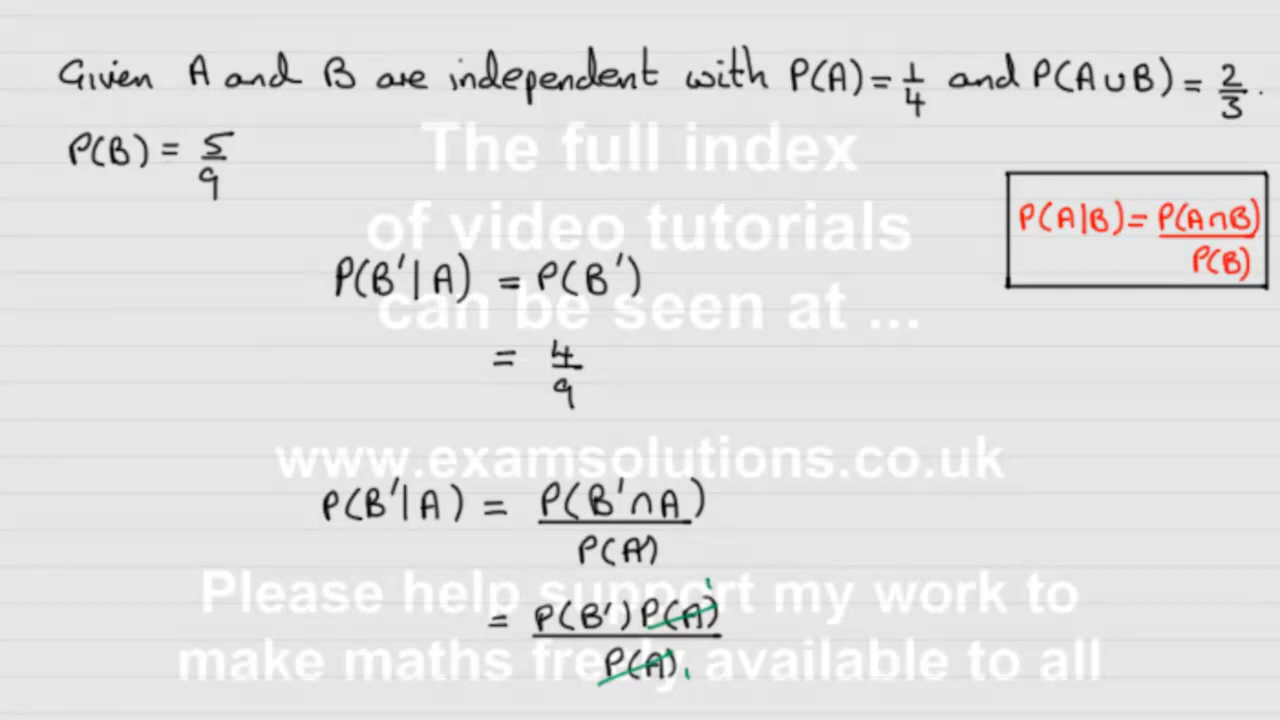 Given A and B are independent with P(A) = 1/4 and P(A∪B) = 2/3.
P(B) = 5/9
The full index
of video tutorials
P(A|B) = P(A∩B)/P(B)
P(B'|A) = P(B')
can be seen at ...
= 4/9
www.examsolutions.co.uk
P(B'|A) = P(B'∩A)/P(A)
Please help support my work to
= P(B')P(A)/P(A)
make maths freely available to all